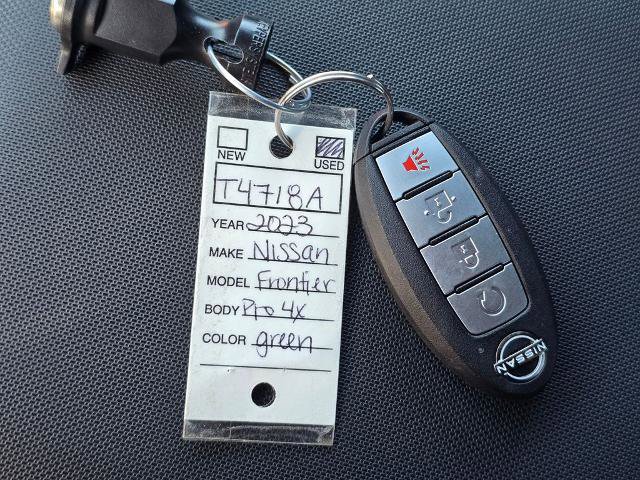 NEW
USED
T4718A
YEAR 2023
MAKE Nissan
MODEL Frontier
BODY Pro 4x
COLOR green
NISSAN